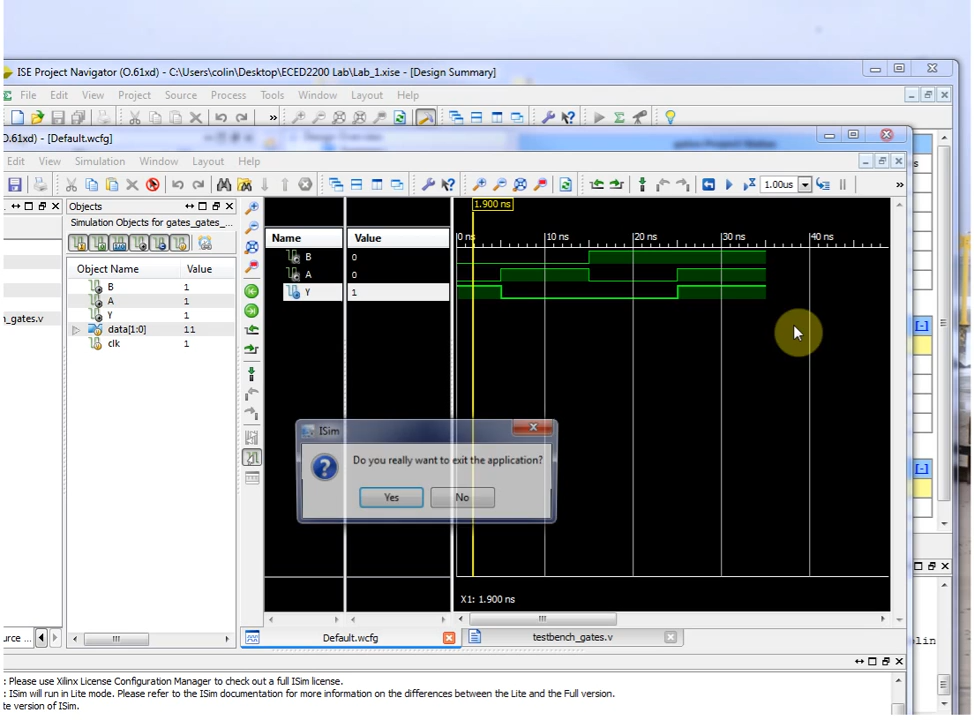 ISE Project Navigator (O.61xd) - C:\Users\colin\Desktop\ECED2200 Lab\Lab_1.xise - [Design Summary]
File Edit View Project Source Process Tools Window Layout Help
»
O.61xd) - [Default.wcfg]
Edit View Simulation Window Layout Help
1.00us
»
Objects
Simulation Objects for gates_gates_...
Object Name Value
B 1
A 1
Y 1
data[1:0] 11
clk 1
n_gates.v
Name Value
B 0
A 0
Y 1
1.900 ns
0 ns 10 ns 20 ns 30 ns 40 ns
[-]
[-]
ISim
Do you really want to exit the application?
Yes No
X1: 1.900 ns
urce ...
Default.wcfg testbench_gates.v
olin
: Please use Xilinx License Configuration Manager to check out a full ISim license.
: ISim will run in Lite mode. Please refer to the ISim documentation for more information on the differences between the Lite and the Full version.
te version of ISim.